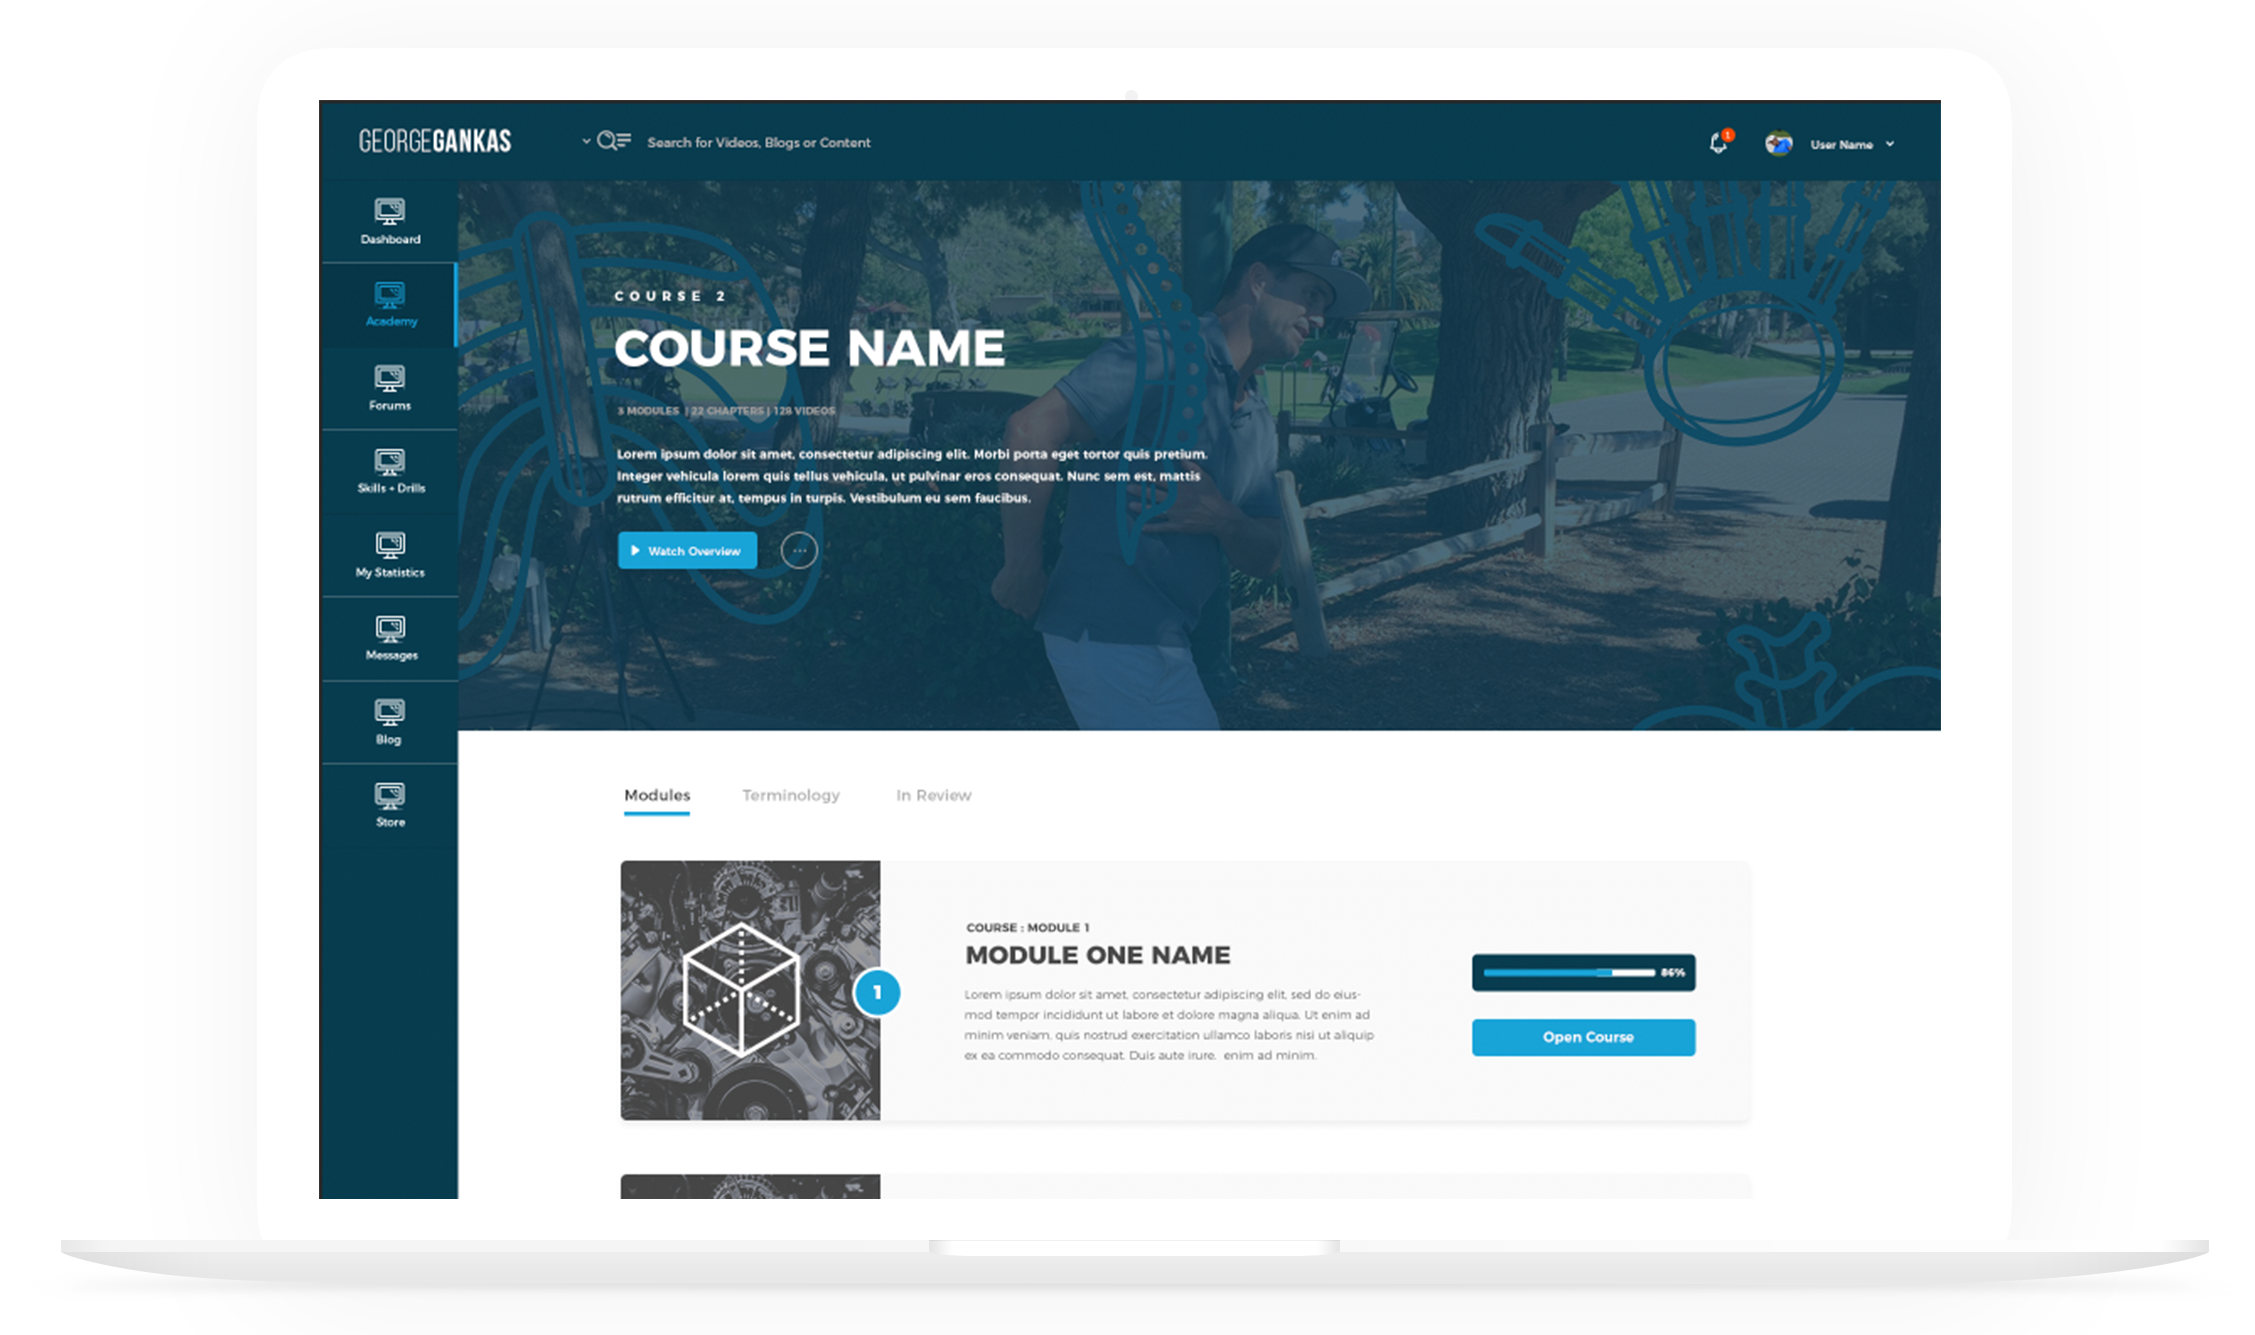 GEORGEGANKAS
Search for Videos, Blogs or Content
1
User Name
Dashboard
Academy
Forums
Skills + Drills
My Statistics
Messages
Blog
Store
COURSE 2
COURSE NAME
3 MODULES | 22 CHAPTERS | 128 VIDEOS
Lorem ipsum dolor sit amet, consectetur adipiscing elit. Morbi porta eget tortor quis pretium.
Integer vehicula lorem quis tellus vehicula, ut pulvinar eros consequat. Nunc sem est, mattis
rutrum efficitur at, tempus in turpis. Vestibulum eu sem faucibus.
Watch Overview
Modules
Terminology
In Review
1
COURSE : MODULE 1
MODULE ONE NAME
Lorem ipsum dolor sit amet, consectetur adipiscing elit, sed do eius-
mod tempor incididunt ut labore et dolore magna aliqua. Ut enim ad
minim veniam, quis nostrud exercitation ullamco laboris nisi ut aliquip
ex ea commodo consequat. Duis aute irure. enim ad minim.
86%
Open Course